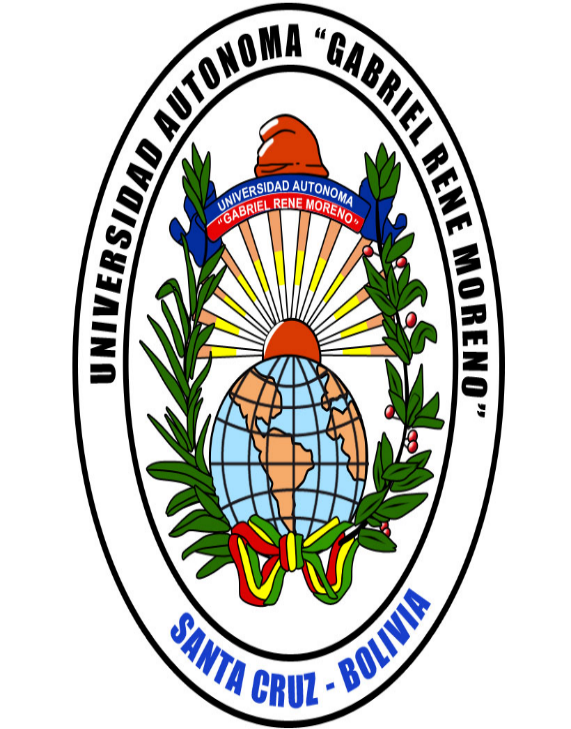 UNIVERSIDAD AUTONOMA “GABRIEL RENE MORENO”
UNIVERSIDAD AUTONOMA
“GABRIEL RENE MORENO”
SANTA CRUZ - BOLIVIA